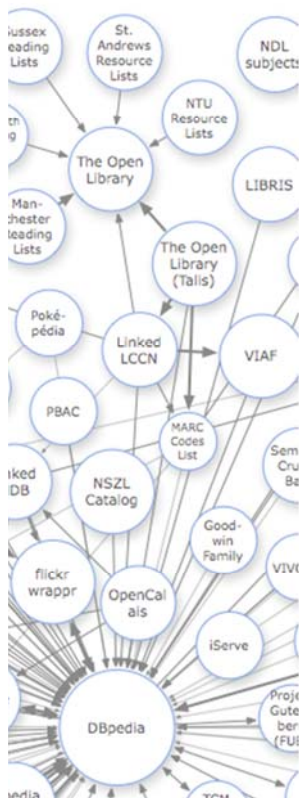 Sussex
Reading
Lists
St.
Andrews
Resource
Lists
NDL
subjects
NTU
Resource
Lists
The Open
Library
LIBRIS
Man-
chester
Reading
Lists
The Open
Library
(Talis)
Poké-
pédia
Linked
LCCN
VIAF
PBAC
MARC
Codes
List
NSZL
Catalog
Good-
win
Family
flickr
wrappr
OpenCal
ais
VIVO
iServe
DBpedia